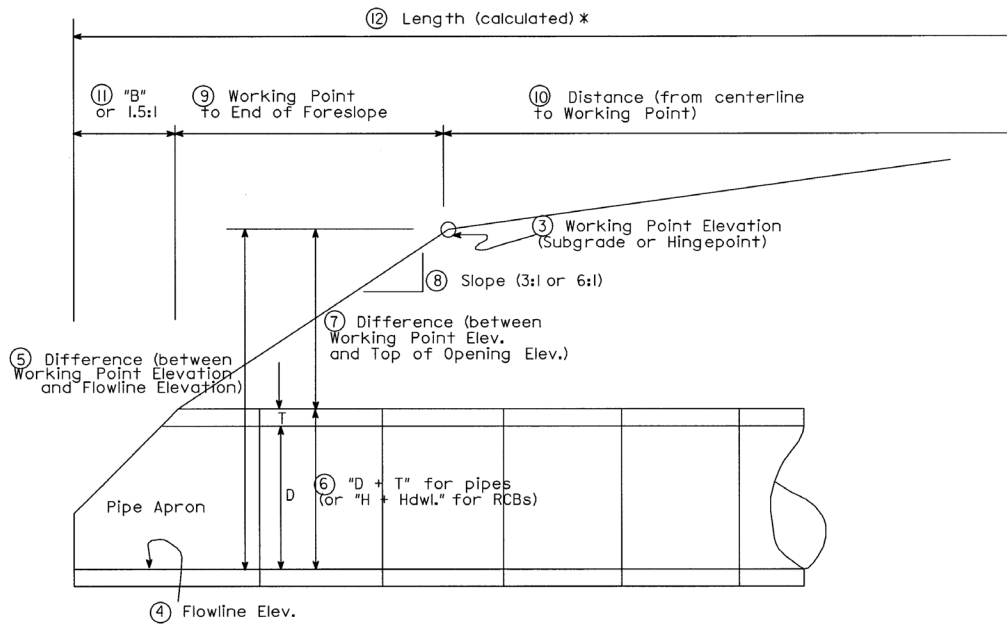 ⑫ Length (calculated) *
⑪ "B"
or 1.5:1
⑨ Working Point
to End of Foreslope
⑩ Distance (from centerline
to Working Point)
③ Working Point Elevation
(Subgrade or Hingepoint)
⑧ Slope (3:1 or 6:1)
⑦ Difference (between
Working Point Elev.
and Top of Opening Elev.)
⑤ Difference (between
Working Point Elevation
and Flowline Elevation)
T
D
⑥ "D + T" for pipes
(or "H + Hdwl." for RCBs)
Pipe Apron
④ Flowline Elev.